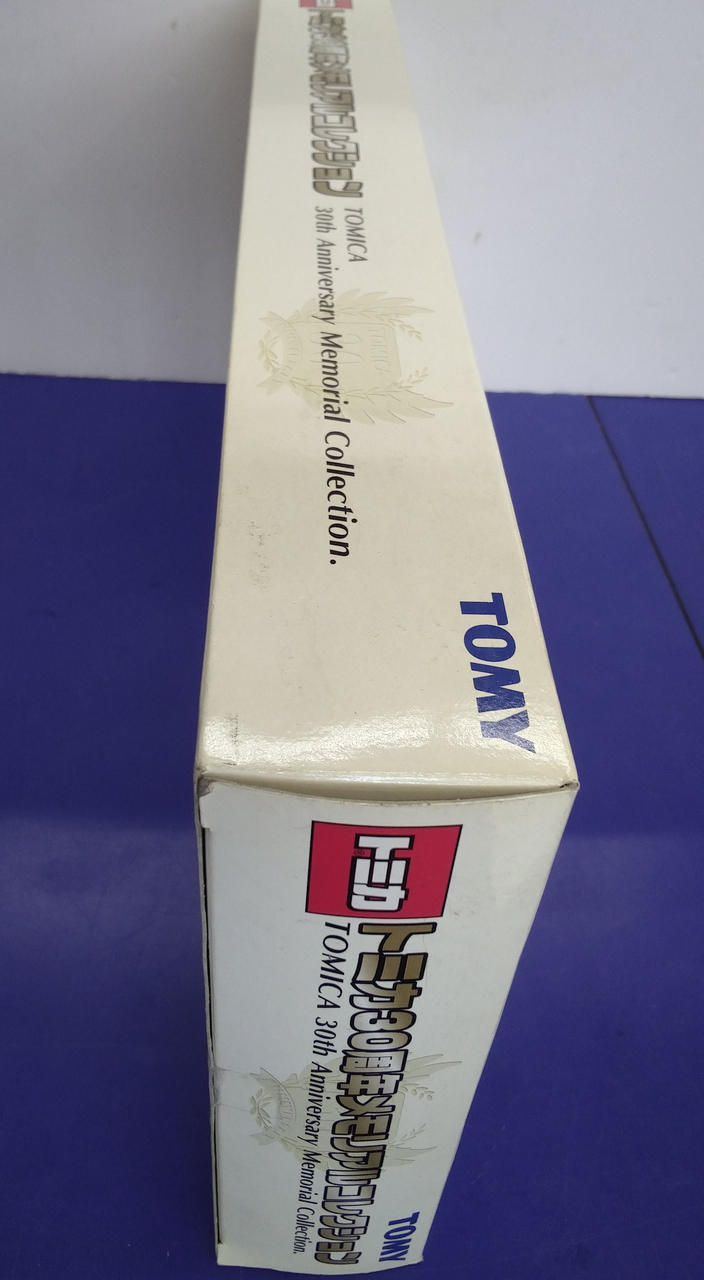 トミカ30周年メモリアルコレクション
TOMICA
30th Anniversary Memorial Collection.
TOMY
トミカ
トミカ30周年メモリアルコレクション
TOMICA 30th Anniversary Memorial Collection.
TOMY